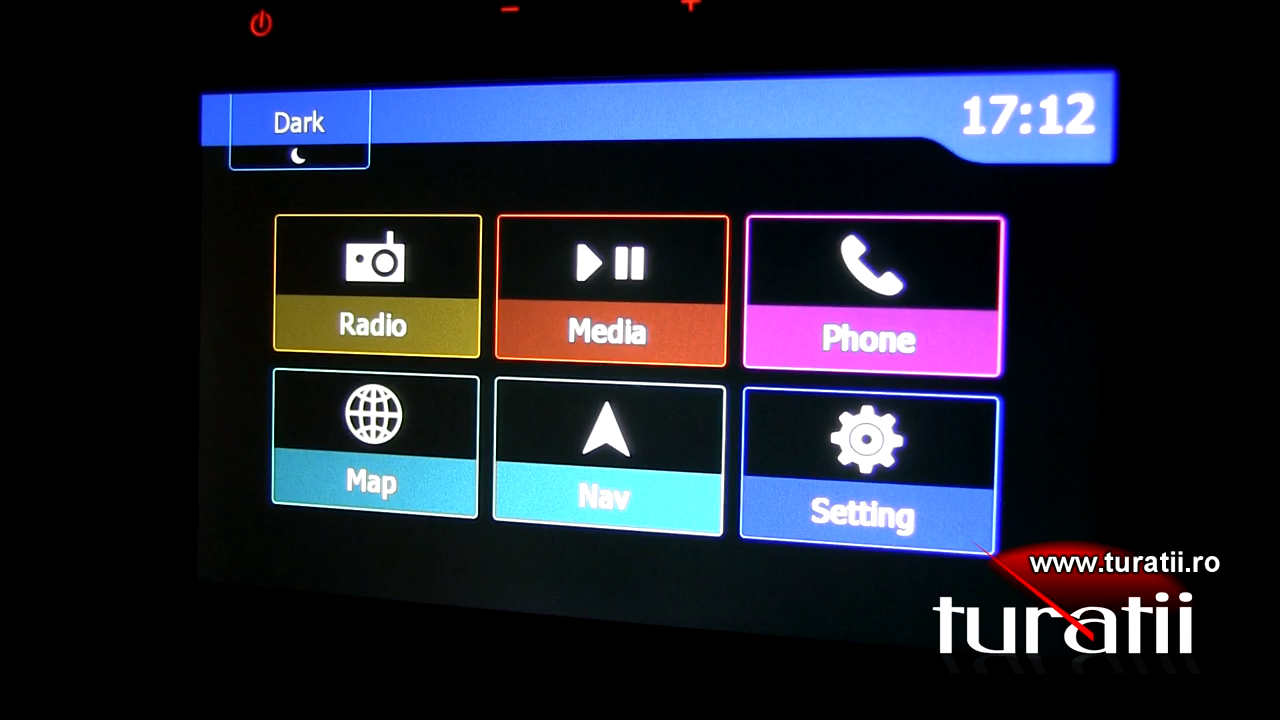 Dark
17:12
Radio
Media
Phone
Map
Nav
Setting
www.turatii.ro
turatii